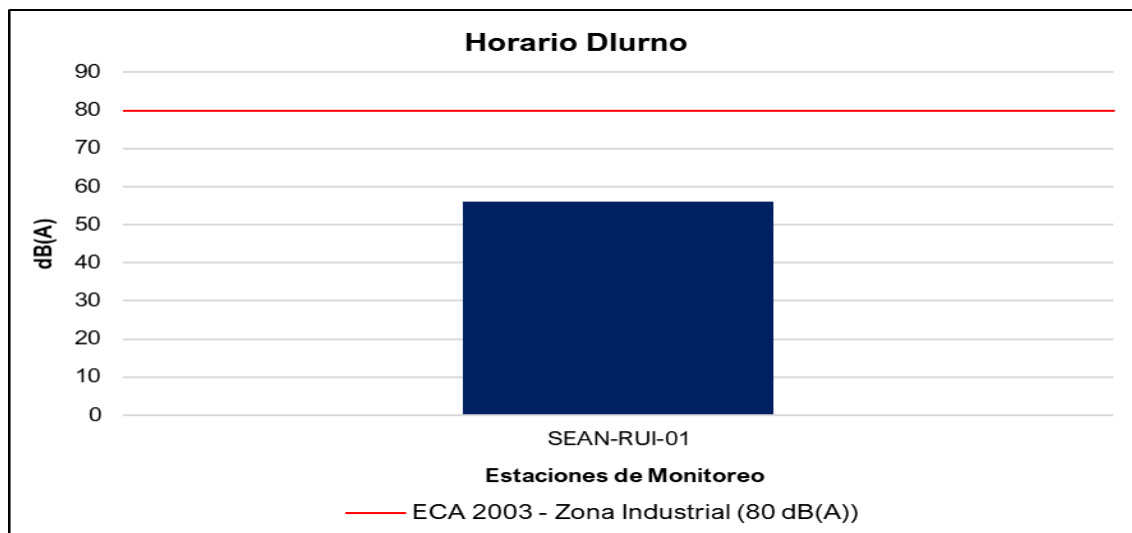 Horario DIurno
90
80
70
60
50
40
30
20
10
0
dB(A)
SEAN-RUI-01
Estaciones de Monitoreo
ECA 2003 - Zona Industrial (80 dB(A))